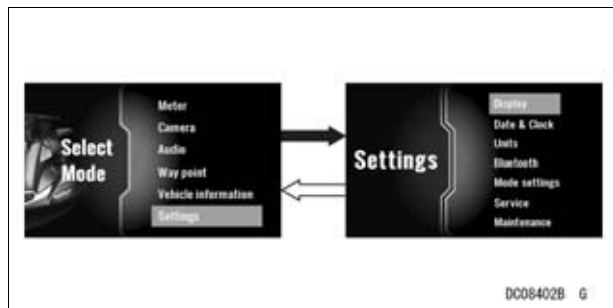 Select
Mode
Meter
Camera
Audio
Way point
Vehicle information
Settings
Settings
Display
Date & Clock
Units
Bluetooth
Mode settings
Service
Maintenance
DC08402B G